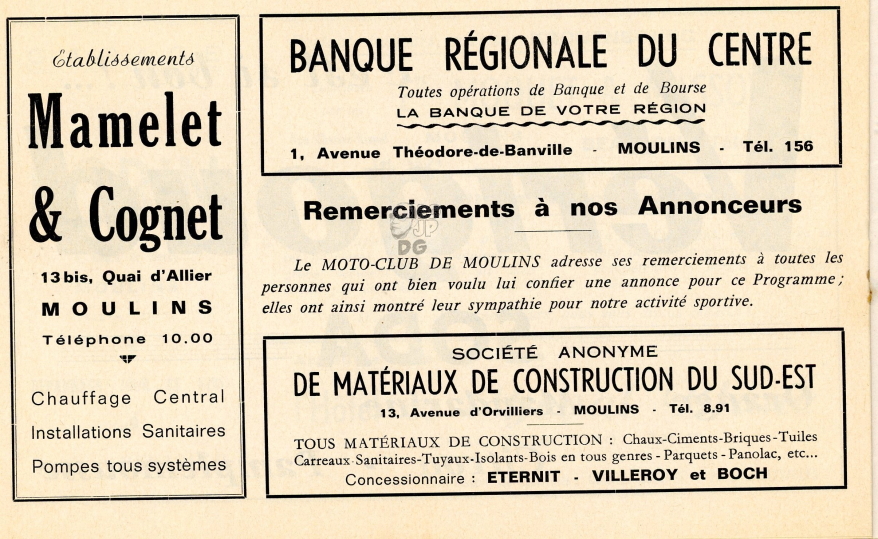 Etablissements
Mamelet
& Cognet
13 bis, Quai d'Allier
MOULINS
Téléphone 10.00
Chauffage Central
Installations Sanitaires
Pompes tous systèmes
BANQUE RÉGIONALE DU CENTRE
Toutes opérations de Banque et de Bourse
LA BANQUE DE VOTRE RÉGION
1, Avenue Théodore-de-Banville - MOULINS - Tél. 156
Remerciements à nos Annonceurs
JP
DG
Le MOTO-CLUB DE MOULINS adresse ses remerciements à toutes les
personnes qui ont bien voulu lui confier une annonce pour ce Programme ;
elles ont ainsi montré leur sympathie pour notre activité sportive.
SOCIÉTÉ ANONYME
DE MATÉRIAUX DE CONSTRUCTION DU SUD-EST
13, Avenue d'Orvilliers - MOULINS - Tél. 8.91
TOUS MATÉRIAUX DE CONSTRUCTION : Chaux-Ciments-Briques-Tuiles
Carreaux-Sanitaires-Tuyaux-Isolants-Bois en tous genres - Parquets - Panolac, etc...
Concessionnaire : ETERNIT - VILLEROY et BOCH